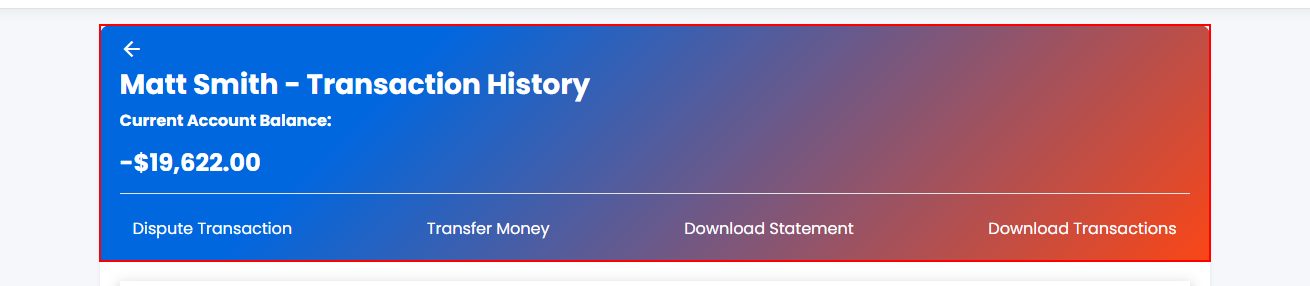 Matt Smith - Transaction History
Current Account Balance:
-$19,622.00
Dispute Transaction
Transfer Money
Download Statement
Download Transactions